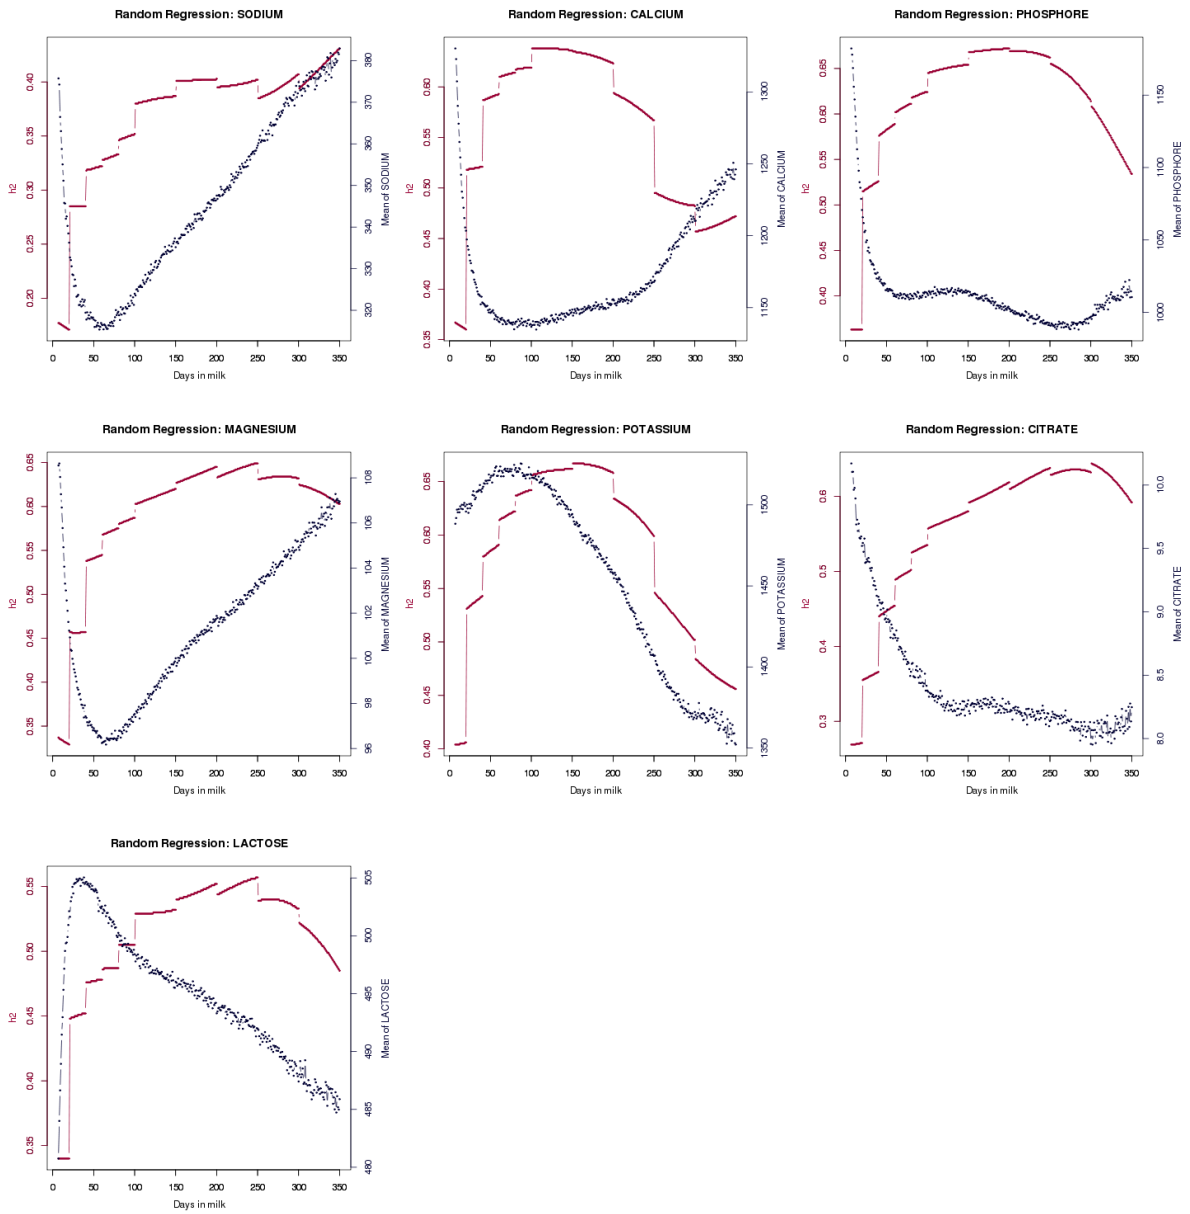 Random Regression: SODIUM
h2
0.20 0.25 0.30 0.35 0.40
320 330 340 350 360 370 380
Mean of SODIUM
0 50 100 150 200 250 300 350
Days in milk
Random Regression: CALCIUM
h2
0.35 0.40 0.45 0.50 0.55 0.60
1150 1200 1250 1300
Mean of CALCIUM
0 50 100 150 200 250 300 350
Days in milk
Random Regression: PHOSPHORE
h2
0.40 0.45 0.50 0.55 0.60 0.65
1000 1050 1100 1150
Mean of PHOSPHORE
0 50 100 150 200 250 300 350
Days in milk
Random Regression: MAGNESIUM
h2
0.35 0.40 0.45 0.50 0.55 0.60 0.65
96 98 100 102 104 106 108
Mean of MAGNESIUM
0 50 100 150 200 250 300 350
Days in milk
Random Regression: POTASSIUM
h2
0.40 0.45 0.50 0.55 0.60 0.65
1350 1400 1450 1500
Mean of POTASSIUM
0 50 100 150 200 250 300 350
Days in milk
Random Regression: CITRATE
h2
0.3 0.4 0.5 0.6
8.0 8.5 9.0 9.5 10.0
Mean of CITRATE
0 50 100 150 200 250 300 350
Days in milk
Random Regression: LACTOSE
h2
0.35 0.40 0.45 0.50 0.55
480 485 490 495 500 505
Mean of LACTOSE
0 50 100 150 200 250 300 350
Days in milk